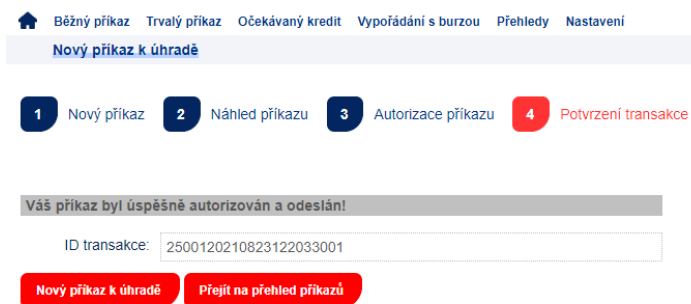 Běžný příkaz Trvalý příkaz Očekávaný kredit Vypořádání s burzou Přehledy Nastavení
Nový příkaz k úhradě
1 Nový příkaz 2 Náhled příkazu 3 Autorizace příkazu 4 Potvrzení transakce
Váš příkaz byl úspěšně autorizován a odeslán!
ID transakce: 2500120210823122033001
Nový příkaz k úhradě Přejít na přehled příkazů